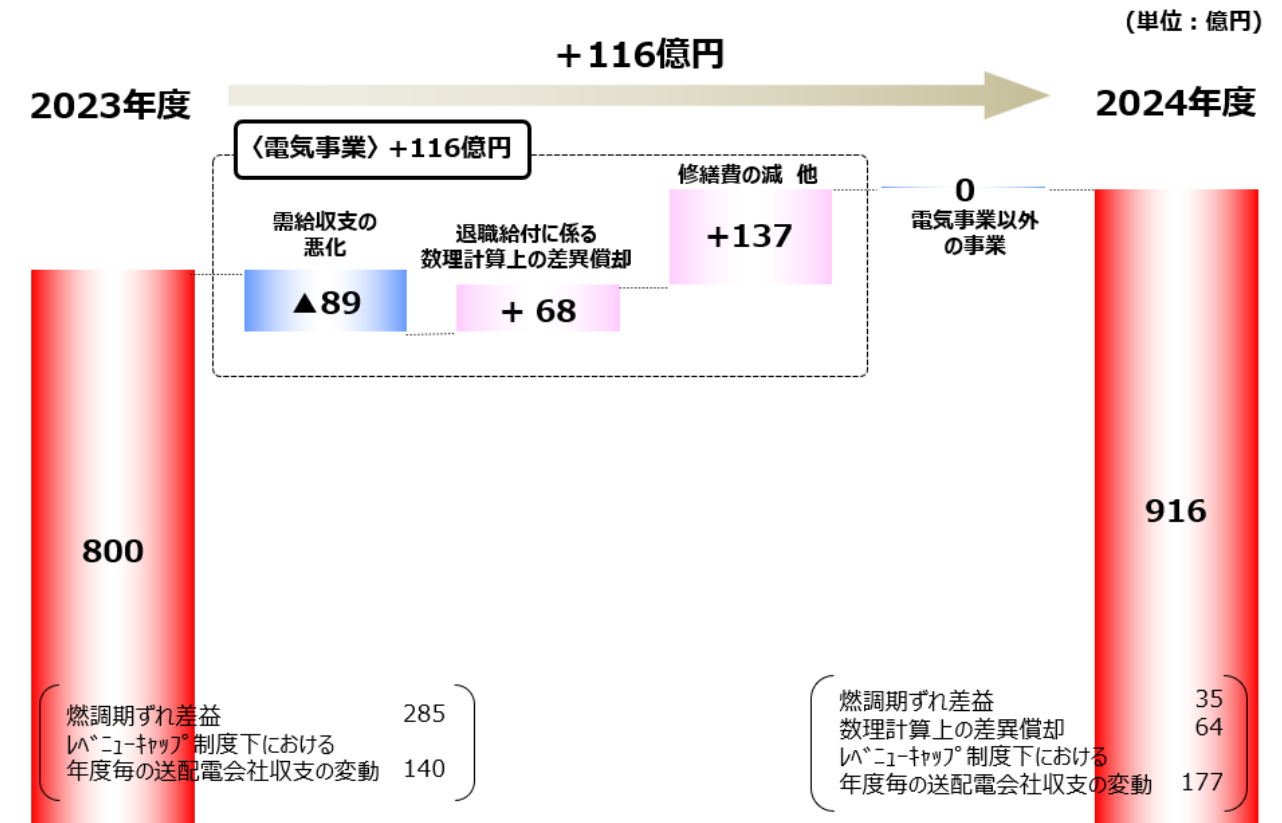 (単位：億円)
＋116億円
2023年度
2024年度
〈電気事業〉+116億円
修繕費の減 他
+137
0
電気事業以外
の事業
需給収支の
悪化
▲89
退職給付に係る
数理計算上の差異償却
+ 68
800
916
燃調期ずれ差益 285
ﾚﾍﾞﾆｭｰｷｬｯﾌﾟ制度下における
年度毎の送配電会社収支の変動 140
燃調期ずれ差益 35
数理計算上の差異償却 64
ﾚﾍﾞﾆｭｰｷｬｯﾌﾟ制度下における
年度毎の送配電会社収支の変動 177